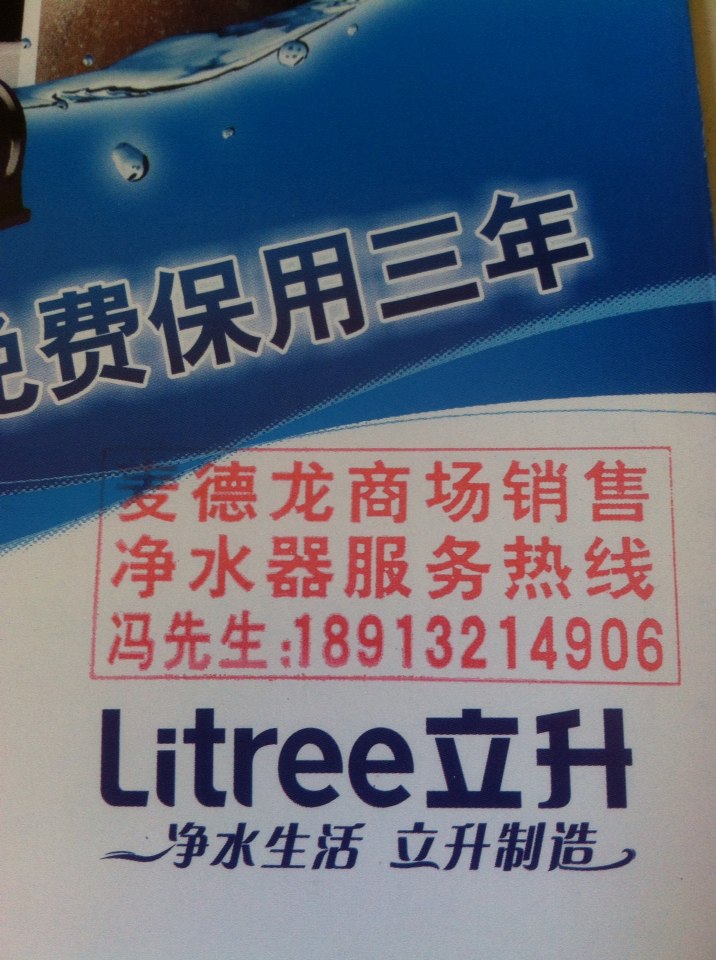 免费保用三年
麦德龙商场销售
净水器服务热线
冯先生:18913214906
Litree立升
净水生活 立升制造